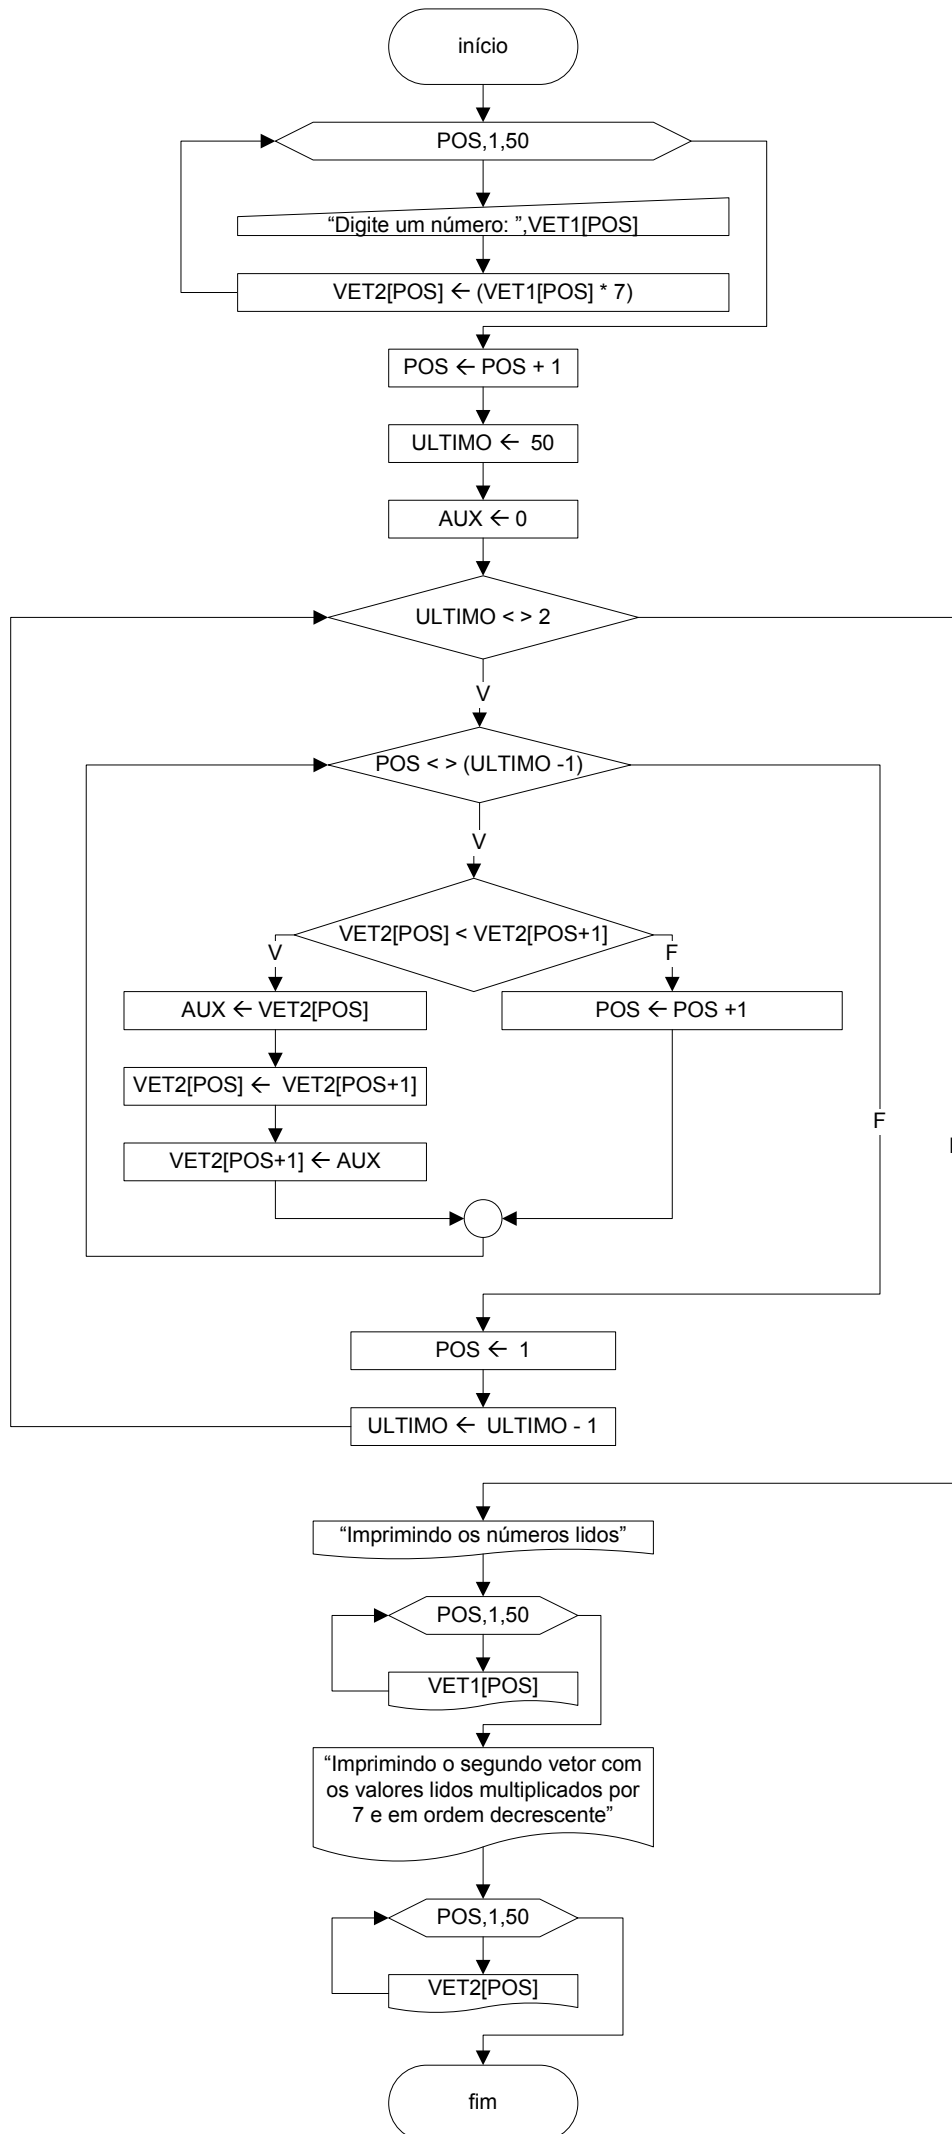 início
POS,1,50
“Digite um número: ”,VET1[POS]
VET2[POS] ← (VET1[POS] * 7)
POS ← POS + 1
ULTIMO ← 50
AUX ← 0
ULTIMO < > 2
V
POS < > (ULTIMO -1)
V
VET2[POS] < VET2[POS+1]
V
F
AUX ← VET2[POS]
POS ← POS +1
VET2[POS] ← VET2[POS+1]
F
VET2[POS+1] ← AUX
POS ← 1
ULTIMO ← ULTIMO - 1
“Imprimindo os números lidos”
POS,1,50
VET1[POS]
“Imprimindo o segundo vetor com
os valores lidos multiplicados por
7 e em ordem decrescente”
POS,1,50
VET2[POS]
fim